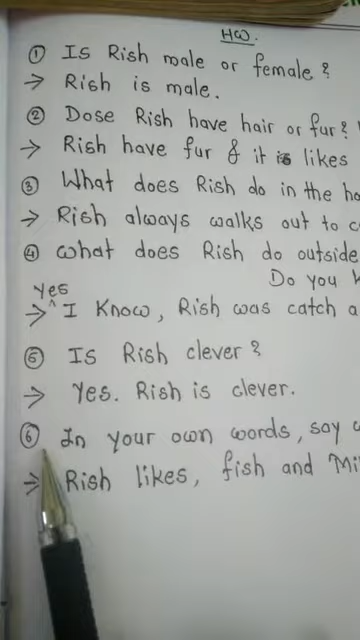 HW.
① Is Rish male or female?
→ Rish is male.
② Dose Rish have hair or fur?
→ Rish have fur & it is likes
③ What does Rish do in the
→ Rish always walks out to
④ What does Rish do outside
Do you
yes
→ ^ I Know, Rish was catch a
⑤ Is Rish clever?
→ Yes. Rish is clever.
⑥ In your own words, say
→ Rish likes, fish and